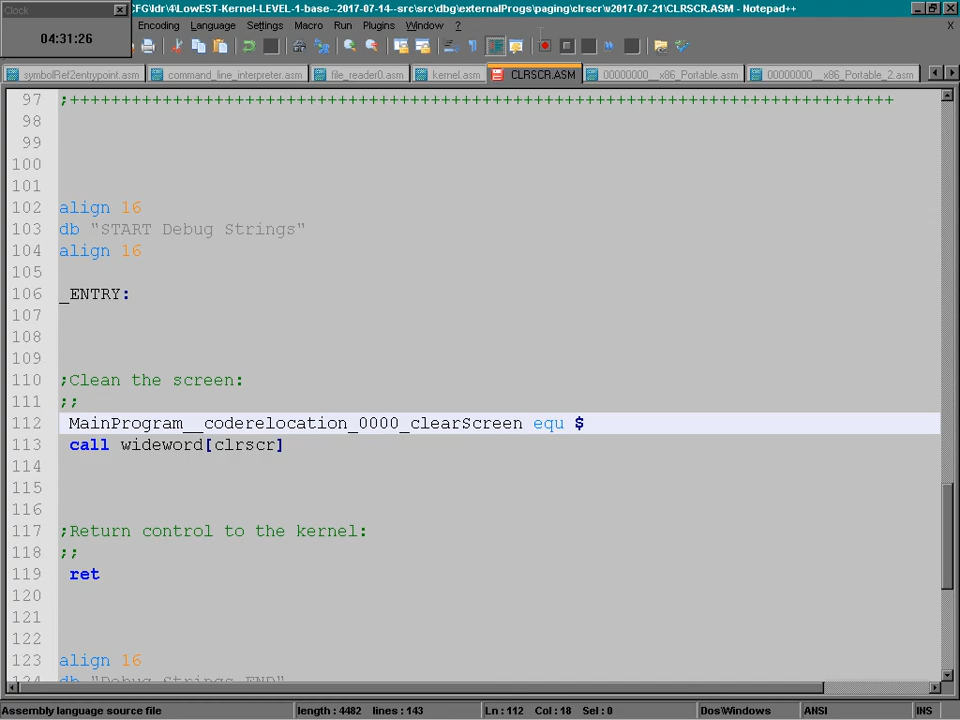 Clock
04:31:26
CFG\ldr\4\LowEST-Kernel-LEVEL-1-base--2017-07-14--src\src\dbg\externalProgs\paging\clrscr\v2017-07-21\CLRSCR.ASM - Notepad++
Encoding Language Settings Macro Run Plugins Window ? X
symbolRef2entrypoint.asm command_line_interpreter.asm file_reader0.asm kernel.asm CLRSCR.ASM 00000000__x86_Portable.asm 00000000__x86_Portable_2.asm
97 ;++++++++++++++++++++++++++++++++++++++++++++++++++++++++++++++++++++++++++++++++
98
99
100
101
102 align 16
103 db "START Debug Strings"
104 align 16
105
106 _ENTRY:
107
108
109
110 ;Clean the screen:
111 ;;
112 MainProgram__coderelocation_0000_clearScreen equ $
113 call wideword[clrscr]
114
115
116
117 ;Return control to the kernel:
118 ;;
119 ret
120
121
122
123 align 16
124 db "Debug Strings END"
Assembly language source file length : 4482 lines : 143 Ln : 112 Col : 18 Sel : 0 Dos\Windows ANSI INS